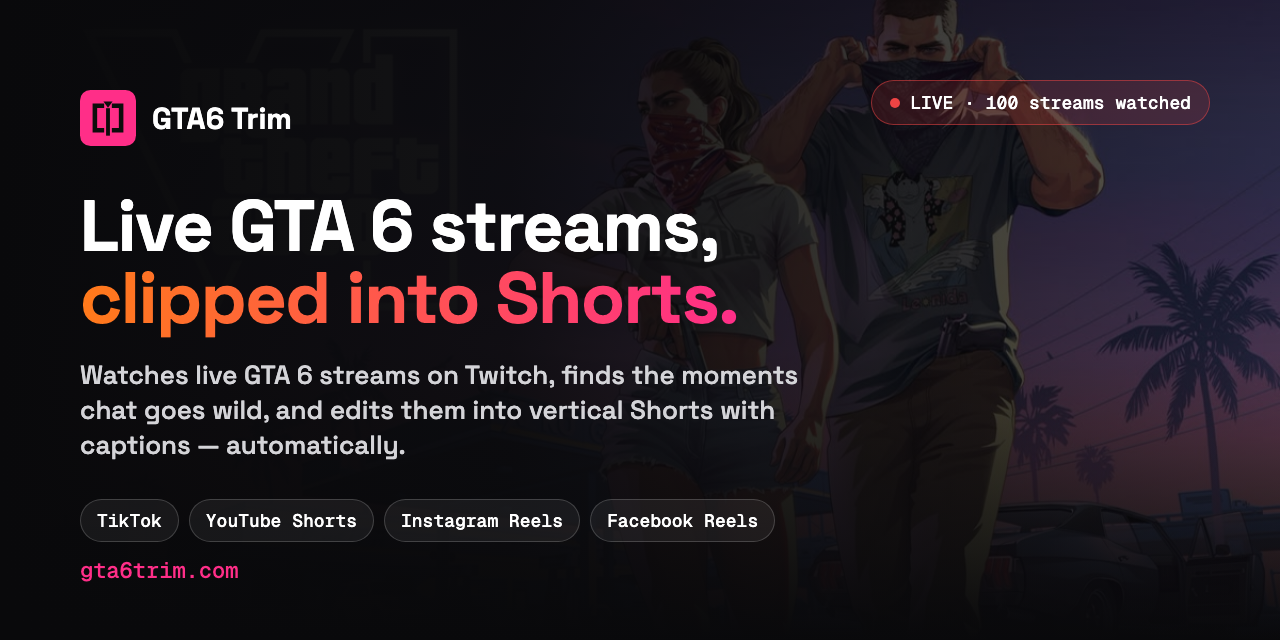 grand
theft
GTA6 Trim
LIVE · 100 streams watched
Live GTA 6 streams,
clipped into Shorts.
Watches live GTA 6 streams on Twitch, finds the moments
chat goes wild, and edits them into vertical Shorts with
captions — automatically.
TikTok
YouTube Shorts
Instagram Reels
Facebook Reels
gta6trim.com